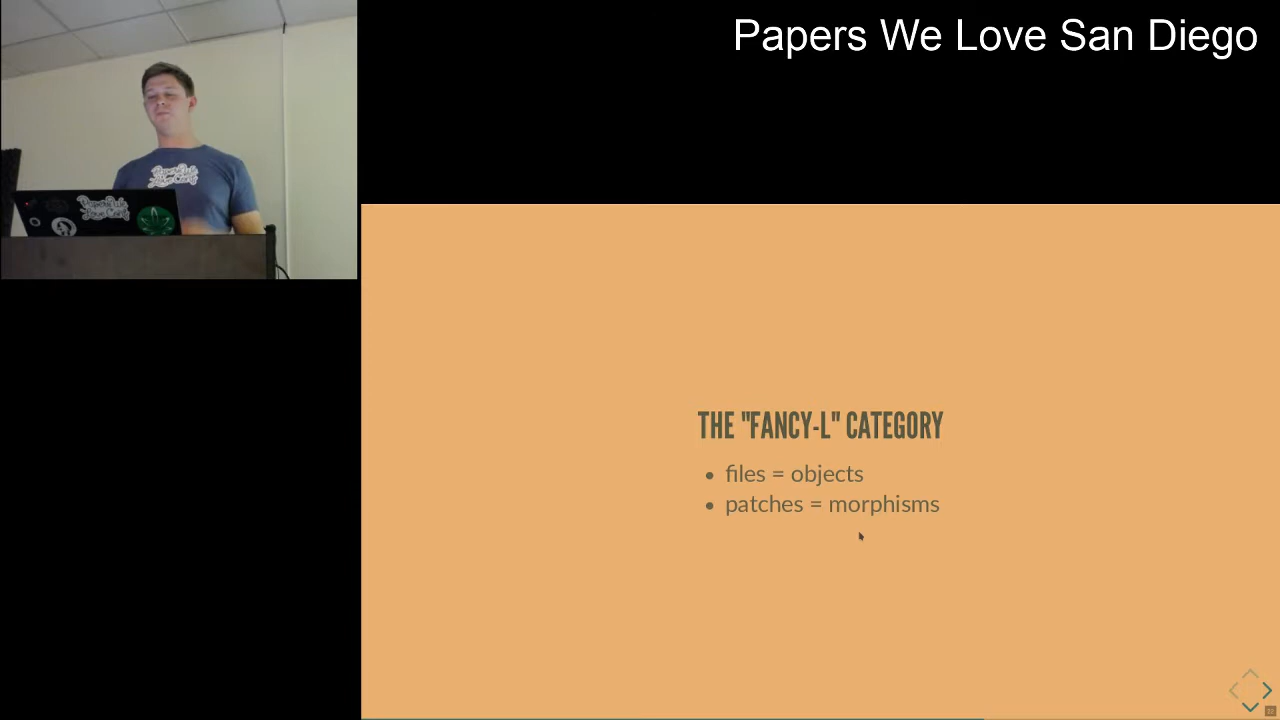 Papers We Love San Diego
THE "FANCY-L" CATEGORY
files = objects
patches = morphisms